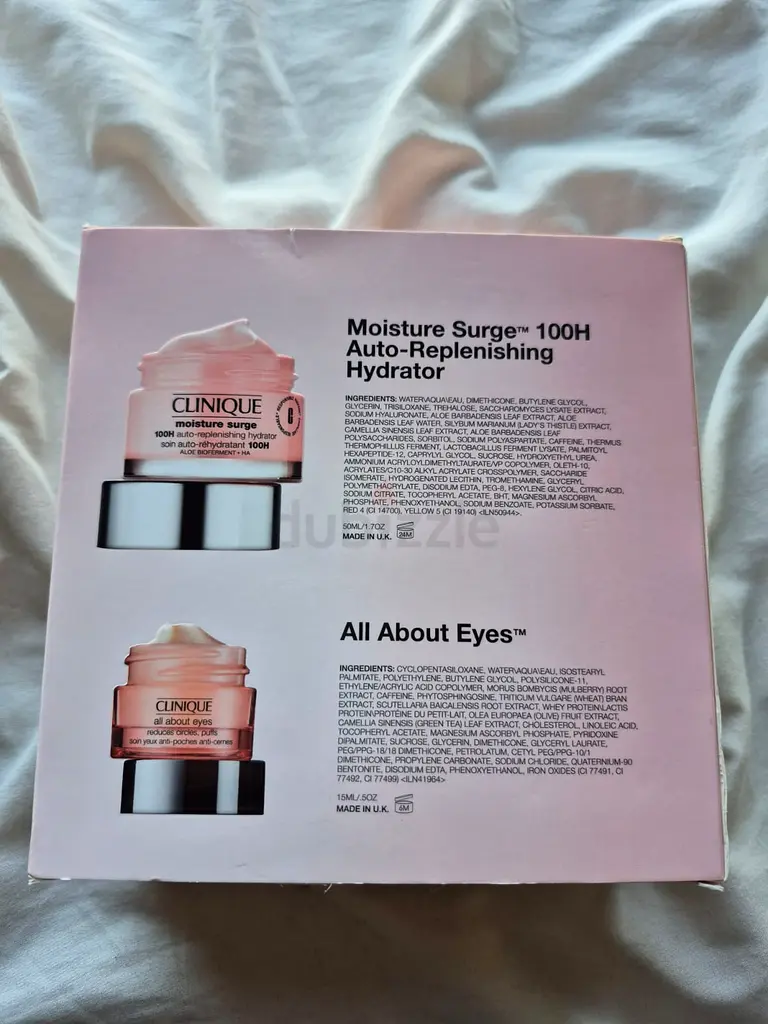 Moisture Surge™ 100H
Auto-Replenishing
Hydrator
INGREDIENTS: WATER\AQUA\EAU, DIMETHICONE, BUTYLENE GLYCOL,
GLYCERIN, TRISILOXANE, TREHALOSE, SACCHAROMYCES LYSATE EXTRACT,
SODIUM HYALURONATE, ALOE BARBADENSIS LEAF EXTRACT, ALOE
BARBADENSIS LEAF WATER, SILYBUM MARIANUM (LADY'S THISTLE) EXTRACT,
CAMELLIA SINENSIS LEAF EXTRACT, ALOE BARBADENSIS LEAF
POLYSACCHARIDES, SORBITOL, SODIUM POLYASPARTATE, CAFFEINE, THERMUS
THERMOPHILLUS FERMENT, LACTOBACILLUS FERMENT LYSATE, PALMITOYL
HEXAPEPTIDE-12, CAPRYLYL GLYCOL, SUCROSE, HYDROXYETHYL UREA,
AMMONIUM ACRYLOYLDIMETHYLTAURATE/VP COPOLYMER, OLETH-10,
ACRYLATES/C10-30 ALKYL ACRYLATE CROSSPOLYMER, SACCHARIDE
ISOMERATE, HYDROGENATED LECITHIN, TROMETHAMINE, GLYCERYL
POLYMETHACRYLATE, DISODIUM EDTA, PEG-8, HEXYLENE GLYCOL, CITRIC ACID,
SODIUM CITRATE, TOCOPHERYL ACETATE, BHT, MAGNESIUM ASCORBYL
PHOSPHATE, PHENOXYETHANOL, SODIUM BENZOATE, POTASSIUM SORBATE,
RED 4 (CI 14700), YELLOW 5 (CI 19140) <ILN50944>.
50ML/1.7OZ
MADE IN U.K. 24M
CLINIQUE
moisture surge
100H auto-replenishing hydrator
soin auto-réhydratant 100H
ALOE BIOFERMENT + HA
dubizzle
All About Eyes™
INGREDIENTS: CYCLOPENTASILOXANE, WATER\AQUA\EAU, ISOSTEARYL
PALMITATE, POLYETHYLENE, BUTYLENE GLYCOL, POLYSILICONE-11,
ETHYLENE/ACRYLIC ACID COPOLYMER, MORUS BOMBYCIS (MULBERRY) ROOT
EXTRACT, CAFFEINE, PHYTOSPHINGOSINE, TRITICUM VULGARE (WHEAT) BRAN
EXTRACT, SCUTELLARIA BAICALENSIS ROOT EXTRACT, WHEY PROTEIN\LACTIS
PROTEIN\PROTÉINE DU PETIT-LAIT, OLEA EUROPAEA (OLIVE) FRUIT EXTRACT,
CAMELLIA SINENSIS (GREEN TEA) LEAF EXTRACT, CHOLESTEROL, LINOLEIC ACID,
TOCOPHERYL ACETATE, MAGNESIUM ASCORBYL PHOSPHATE, PYRIDOXINE
DIPALMITATE, SUCROSE, GLYCERIN, DIMETHICONE, GLYCERYL LAURATE,
PEG/PPG-18/18 DIMETHICONE, PETROLATUM, CETYL PEG/PPG-10/1
DIMETHICONE, PROPYLENE CARBONATE, SODIUM CHLORIDE, QUATERNIUM-90
BENTONITE, DISODIUM EDTA, PHENOXYETHANOL, IRON OXIDES (CI 77491, CI
77492, CI 77499) <ILN41964>
15ML/.5OZ
MADE IN U.K. 6M
CLINIQUE
all about eyes
reduces circles, puffs
soin yeux anti-poches anti-cernes